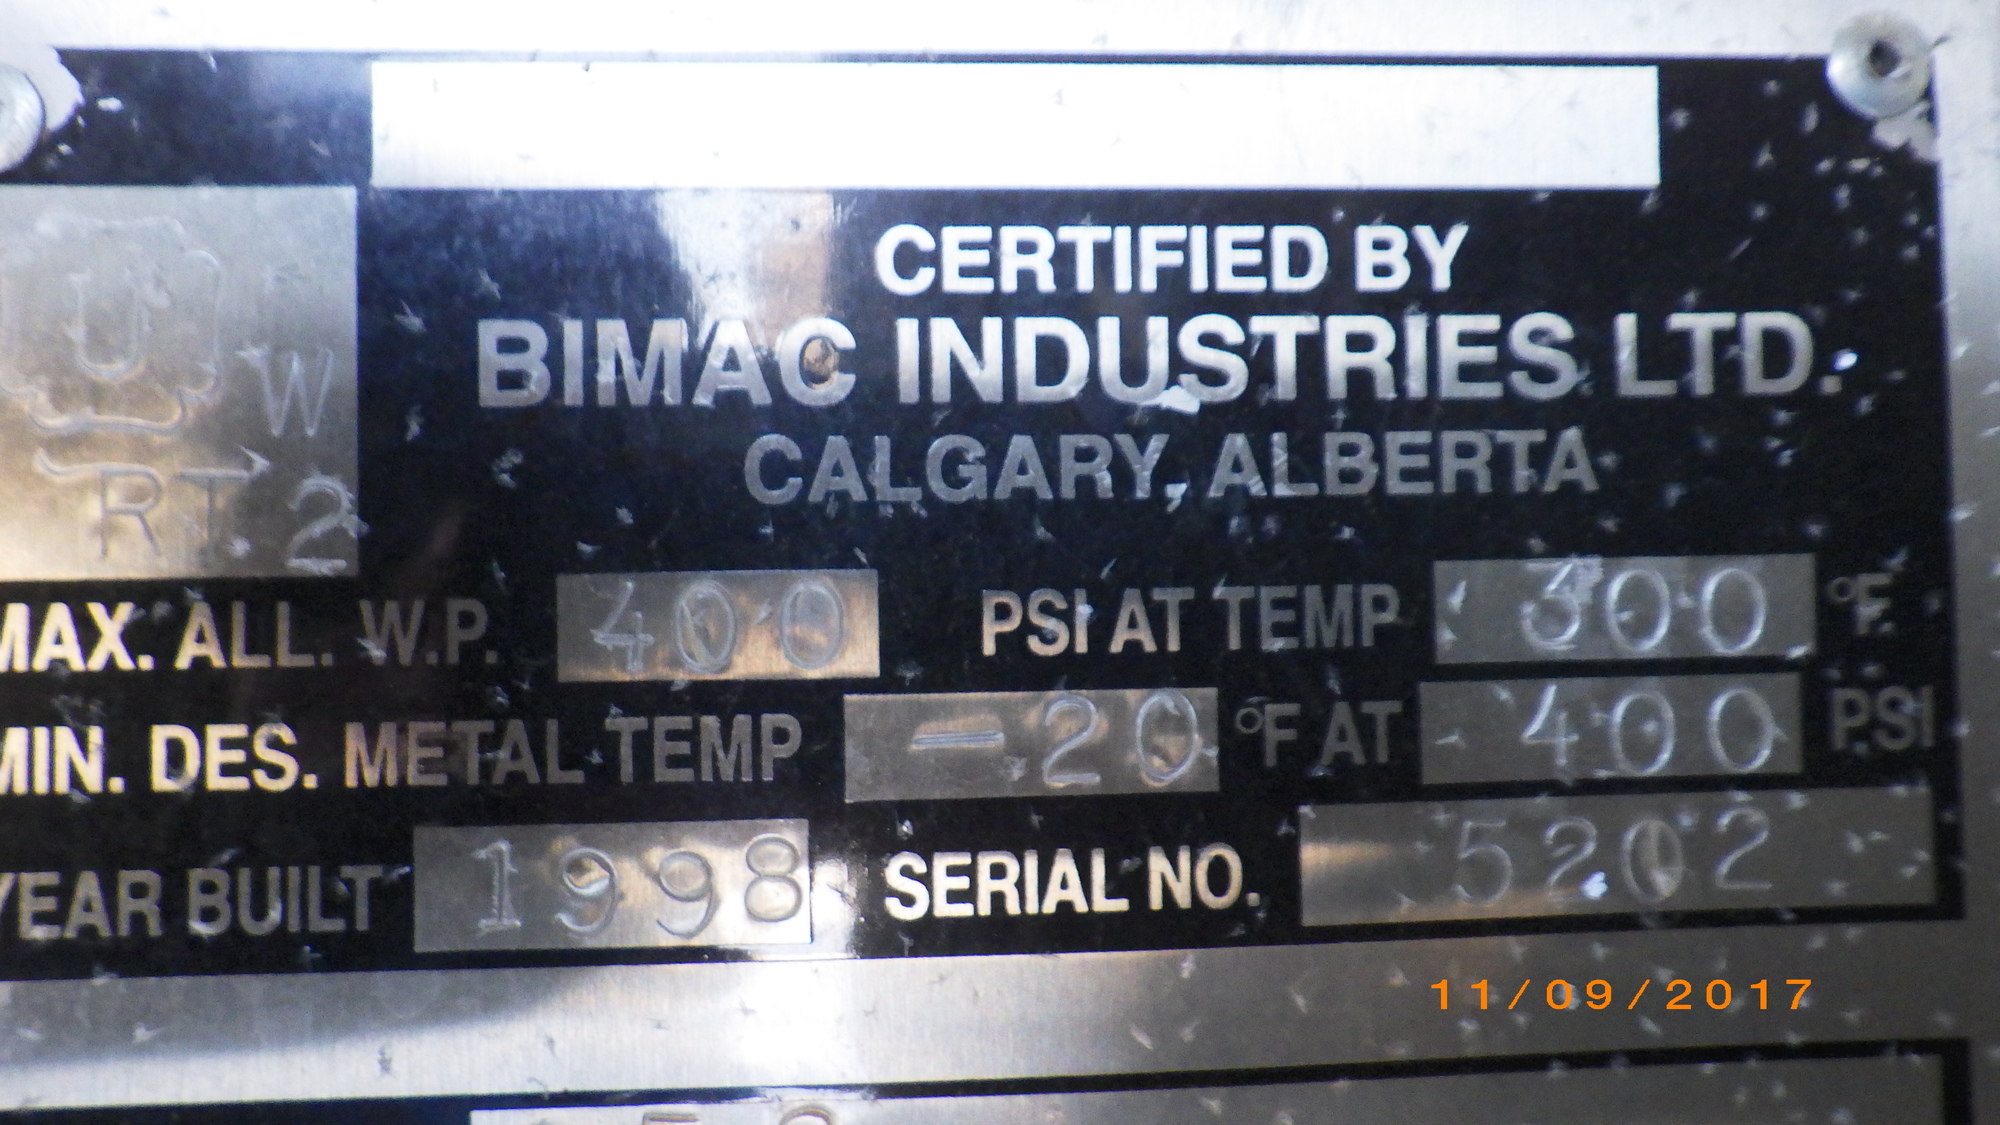 CERTIFIED BY
BIMAC INDUSTRIES LTD.
CALGARY, ALBERTA
U
W
RT 2
MAX. ALL. W.P. 400 PSI AT TEMP 300 °F
MIN. DES. METAL TEMP -20 °F AT 400 PSI
YEAR BUILT 1998 SERIAL NO. 5202
11/09/2017